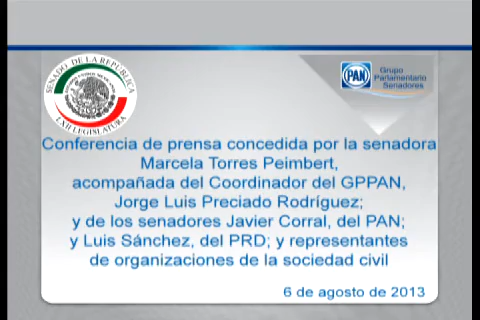 SENADO DE LA REPUBLICA
LXII LEGISLATURA
PAN
Grupo
Parlamentario
Senadores
Conferencia de prensa concedida por la senadora
Marcela Torres Peimbert,
acompañada del Coordinador del GPPAN,
Jorge Luis Preciado Rodríguez;
y de los senadores Javier Corral, del PAN;
y Luis Sánchez, del PRD; y representantes
de organizaciones de la sociedad civil
6 de agosto de 2013